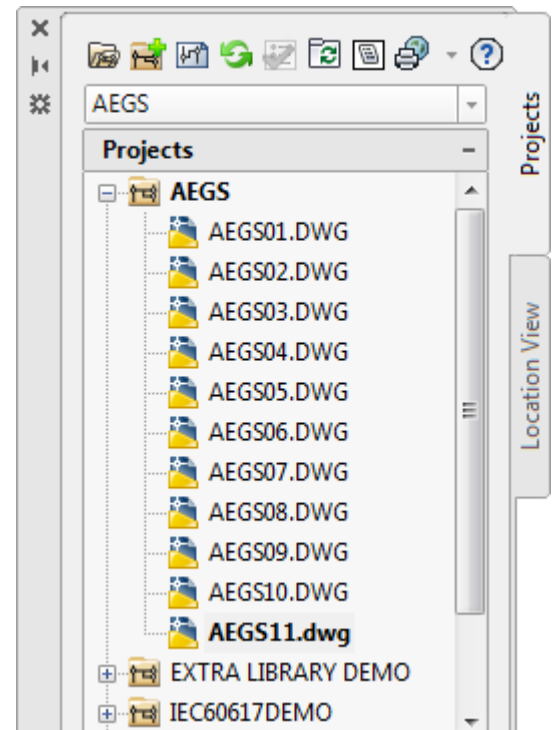 AEGS
Projects
AEGS
AEGS01.DWG
AEGS02.DWG
AEGS03.DWG
AEGS04.DWG
AEGS05.DWG
AEGS06.DWG
AEGS07.DWG
AEGS08.DWG
AEGS09.DWG
AEGS10.DWG
AEGS11.dwg
EXTRA LIBRARY DEMO
IEC60617DEMO
Projects
Location View